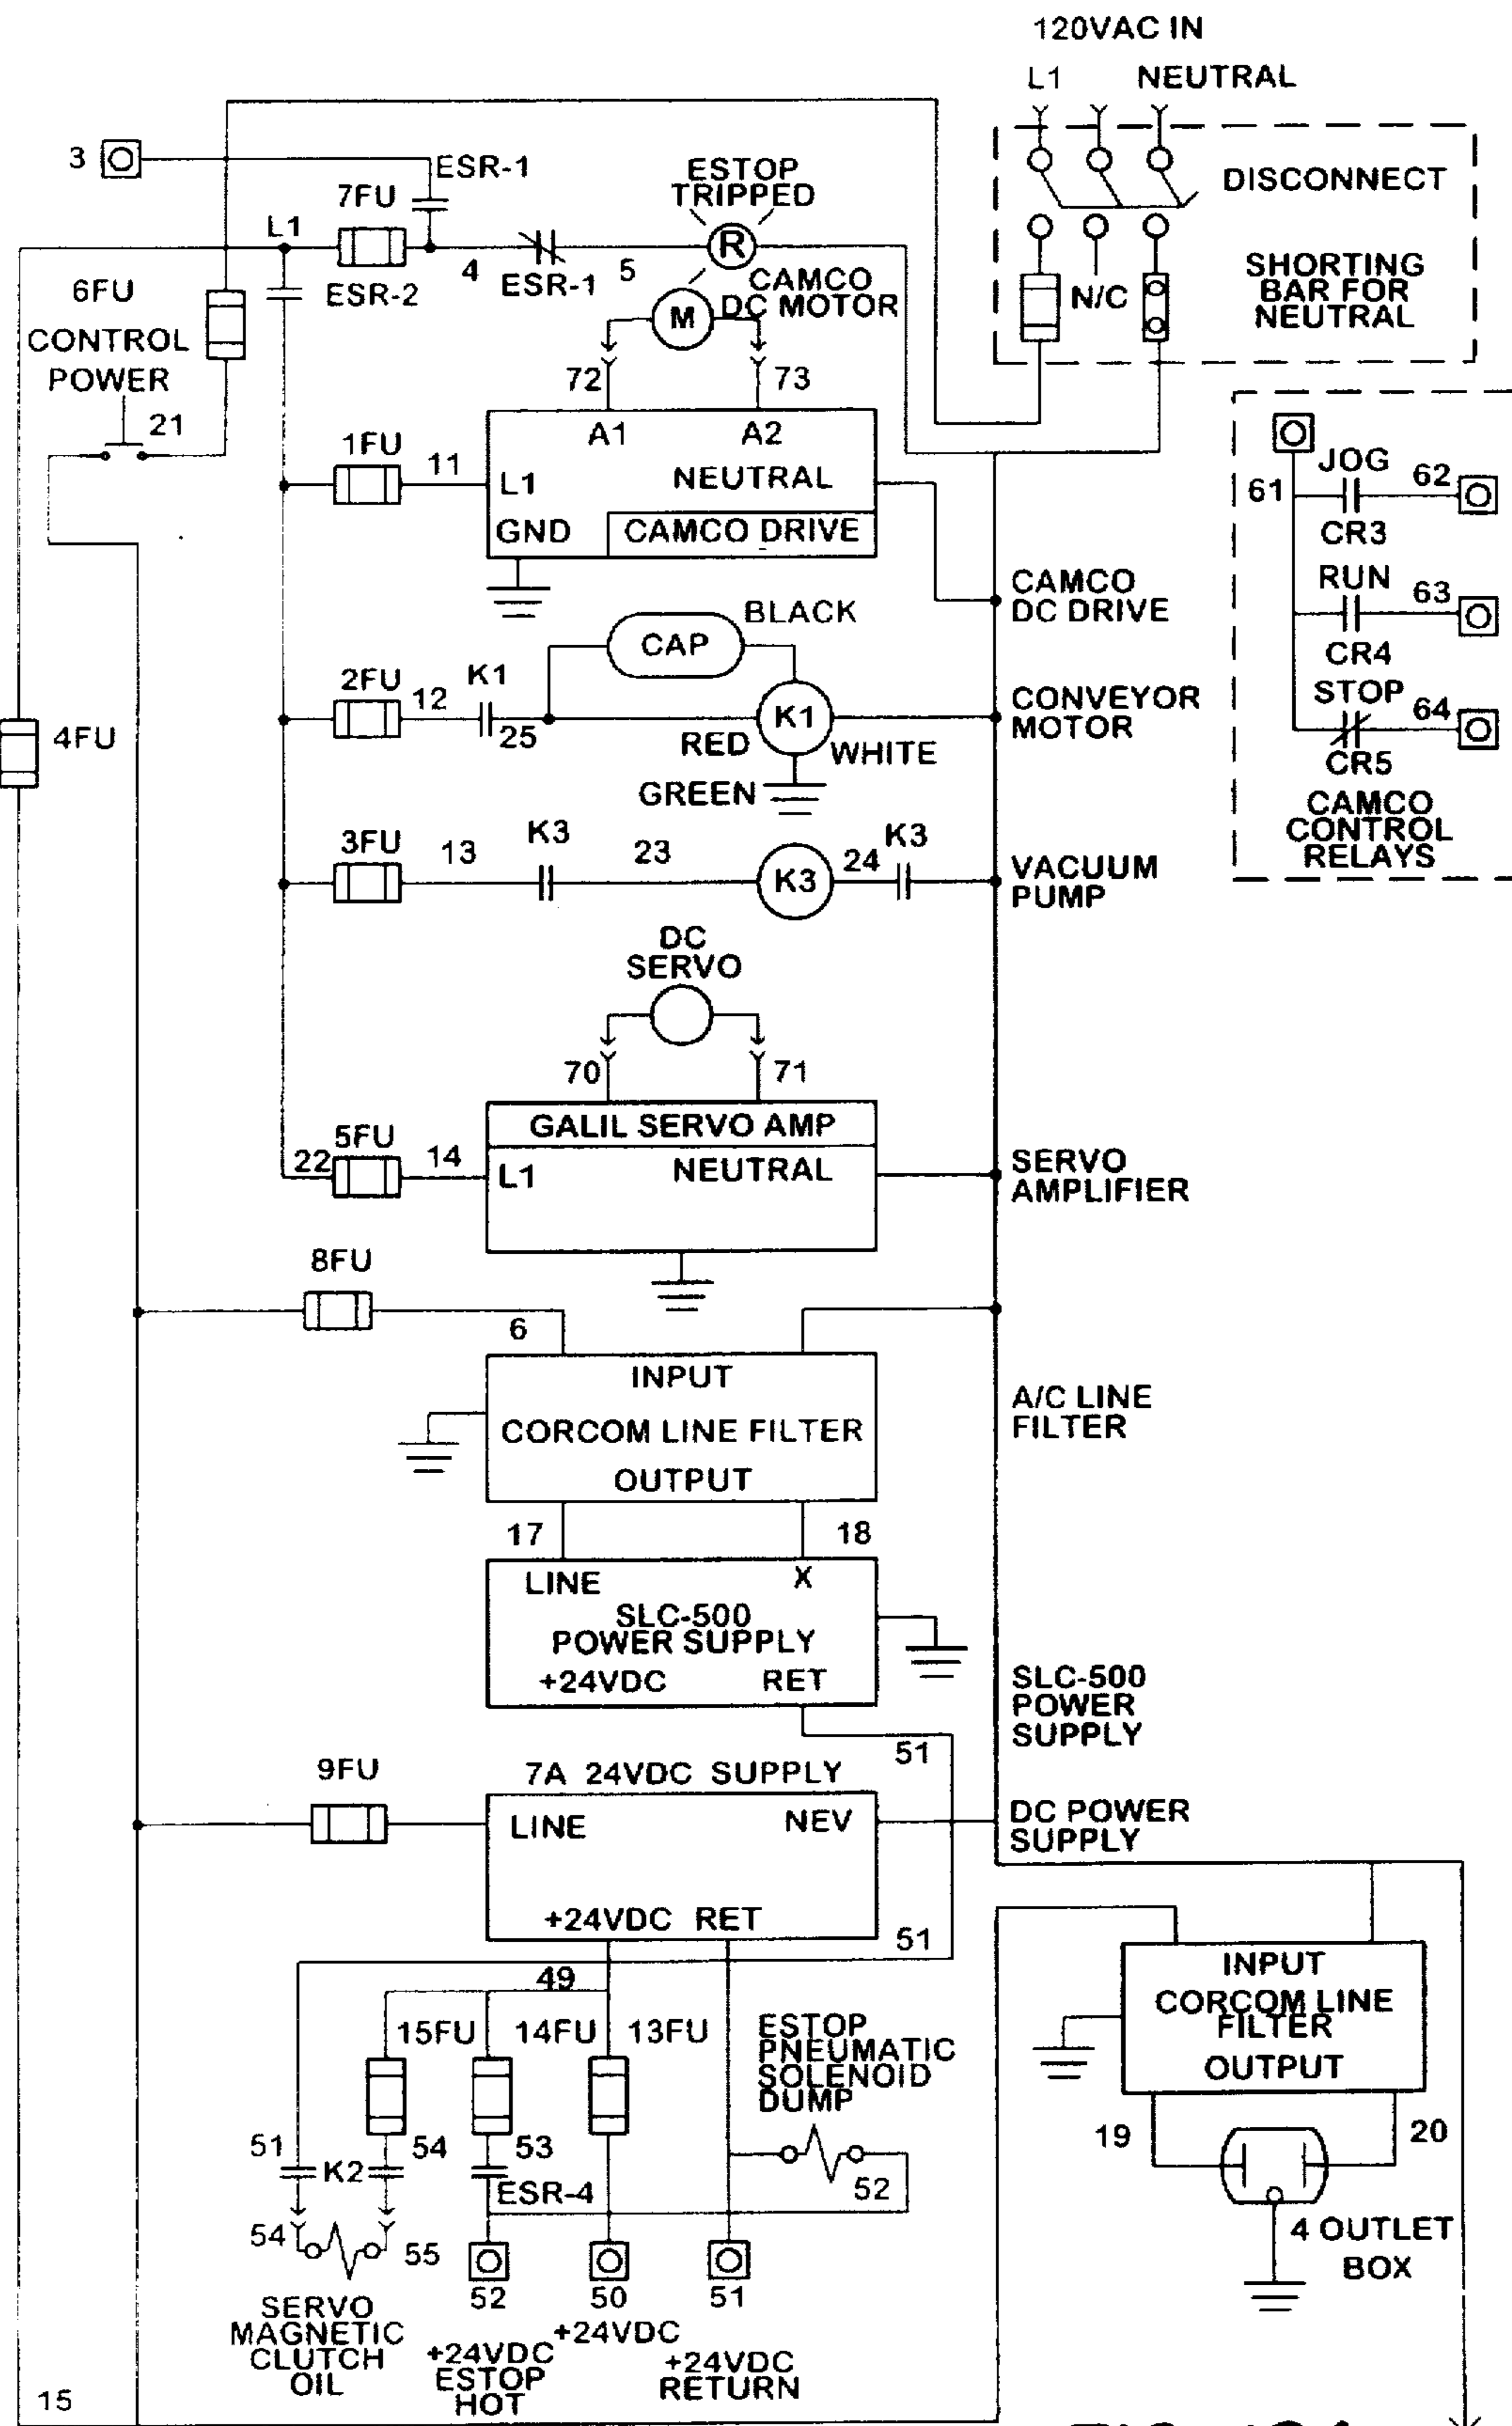 120VAC IN
L1 NEUTRAL
DISCONNECT
SHORTING
BAR FOR
NEUTRAL
N/C
3
ESR-1
7FU
L1
ESR-2
4
ESR-1
5
ESTOP
TRIPPED
R
CAMCO
DC MOTOR
M
6FU
CONTROL
POWER
21
72
73
A1
A2
1FU
11
L1
NEUTRAL
GND
CAMCO DRIVE
CAMCO
DC DRIVE
61
JOG
62
CR3
RUN
63
CR4
STOP
64
CR5
CAMCO
CONTROL
RELAYS
CAP
BLACK
2FU
12
K1
25
RED
K1
WHITE
GREEN
CONVEYOR
MOTOR
4FU
3FU
13
K3
23
K3
24
K3
VACUUM
PUMP
DC
SERVO
70
71
GALIL SERVO AMP
22
5FU
14
L1
NEUTRAL
SERVO
AMPLIFIER
8FU
6
INPUT
CORCOM LINE FILTER
OUTPUT
A/C LINE
FILTER
17
18
LINE
X
SLC-500
POWER SUPPLY
+24VDC
RET
SLC-500
POWER
SUPPLY
51
9FU
7A 24VDC SUPPLY
LINE
NEV
DC POWER
SUPPLY
+24VDC RET
51
49
15FU
14FU
13FU
ESTOP
PNEUMATIC
SOLENOID
DUMP
51
K2
54
53
ESR-4
52
54
55
52
50
51
SERVO
MAGNETIC
CLUTCH
OIL
+24VDC
ESTOP
HOT
+24VDC
+24VDC
RETURN
INPUT
CORCOM LINE
FILTER
OUTPUT
19
20
4 OUTLET
BOX
15